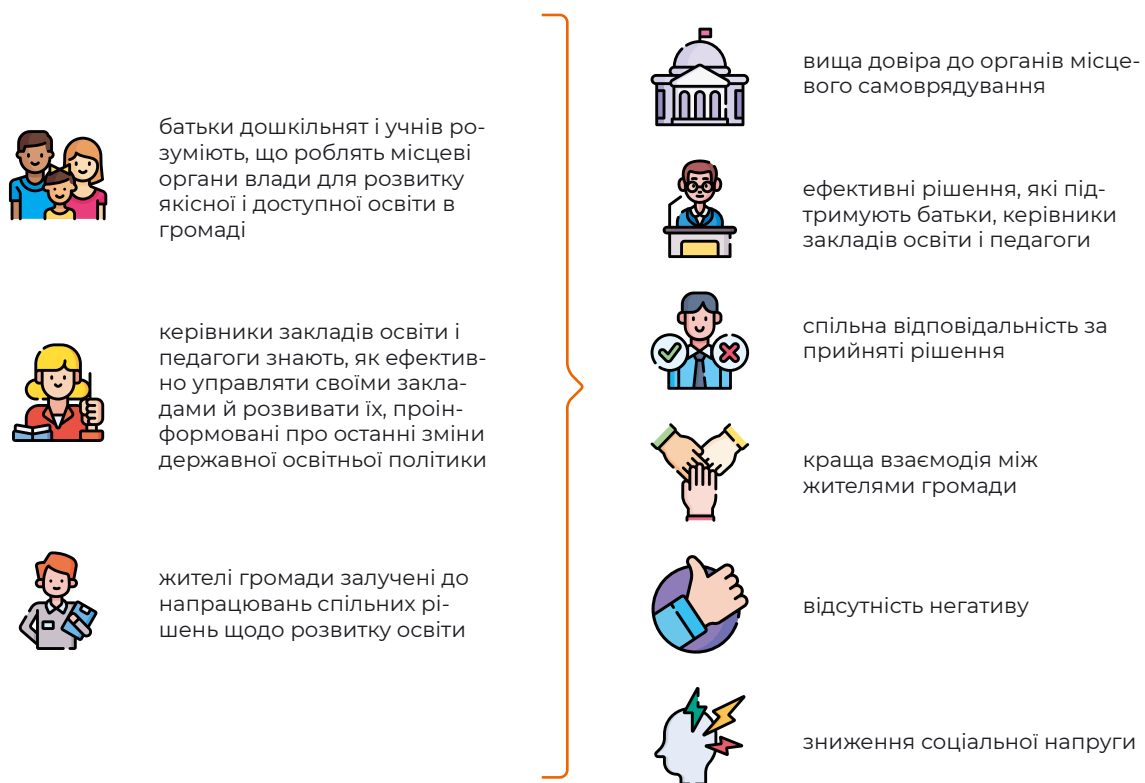 батьки дошкільнят і учнів ро-
зуміють, що роблять місцеві
органи влади для розвитку
якісної і доступної освіти в
громаді
керівники закладів освіти і
педагоги знають, як ефектив-
но управляти своїми закла-
дами й розвивати їх, проін-
формовані про останні зміни
державної освітньої політики
жителі громади залучені до
напрацювань спільних рі-
шень щодо розвитку освіти
вища довіра до органів місце-
вого самоврядування
ефективні рішення, які під-
тримують батьки, керівники
закладів освіти і педагоги
спільна відповідальність за
прийняті рішення
краща взаємодія між
жителями громади
відсутність негативу
зниження соціальної напруги